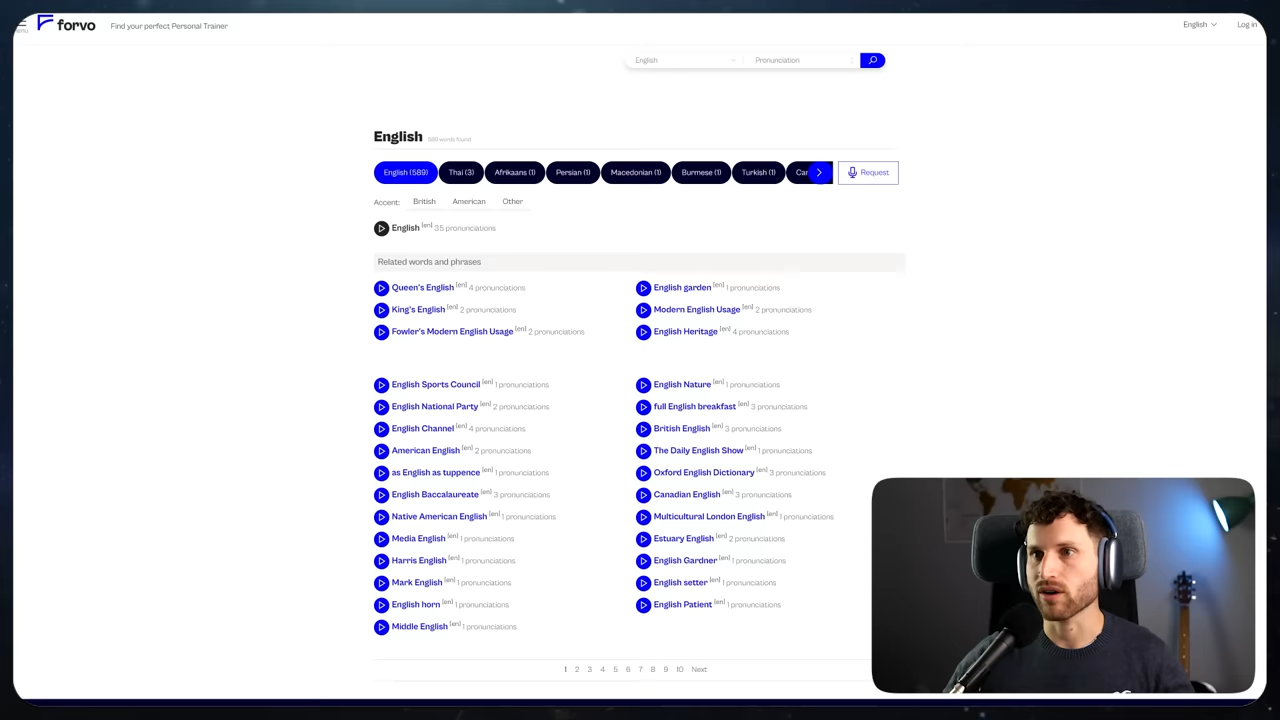 forvo Find your perfect Personal Trainer English Log in
English Pronunciation
English 589 words found
English (589) Thai (3) Afrikaans (1) Persian (1) Macedonian (1) Burmese (1) Turkish (1) Request
Accent: British American Other
English [en] 35 pronunciations
Related words and phrases
Queen's English [en] 4 pronunciations
King's English [en] 2 pronunciations
Fowler's Modern English Usage [en] 2 pronunciations
English garden [en] 1 pronunciations
Modern English Usage [en] 2 pronunciations
English Heritage [en] 4 pronunciations
English Sports Council [en] 1 pronunciations
English National Party [en] 2 pronunciations
English Channel [en] 4 pronunciations
American English [en] 2 pronunciations
as English as tuppence [en] 1 pronunciations
English Baccalaureate [en] 3 pronunciations
Native American English [en] 1 pronunciations
Media English [en] 1 pronunciations
Harris English [en] 1 pronunciations
Mark English [en] 1 pronunciations
English horn [en] 1 pronunciations
Middle English [en] 1 pronunciations
English Nature [en] 1 pronunciations
full English breakfast [en] 3 pronunciations
British English [en] 3 pronunciations
The Daily English Show [en] 1 pronunciations
Oxford English Dictionary [en] 3 pronunciations
Canadian English [en] 3 pronunciations
Multicultural London English [en] 1 pronunciations
Estuary English [en] 2 pronunciations
English Gardner [en] 1 pronunciations
English setter [en] 1 pronunciations
English Patient [en] 1 pronunciations
1 2 3 4 5 6 7 8 9 10 Next